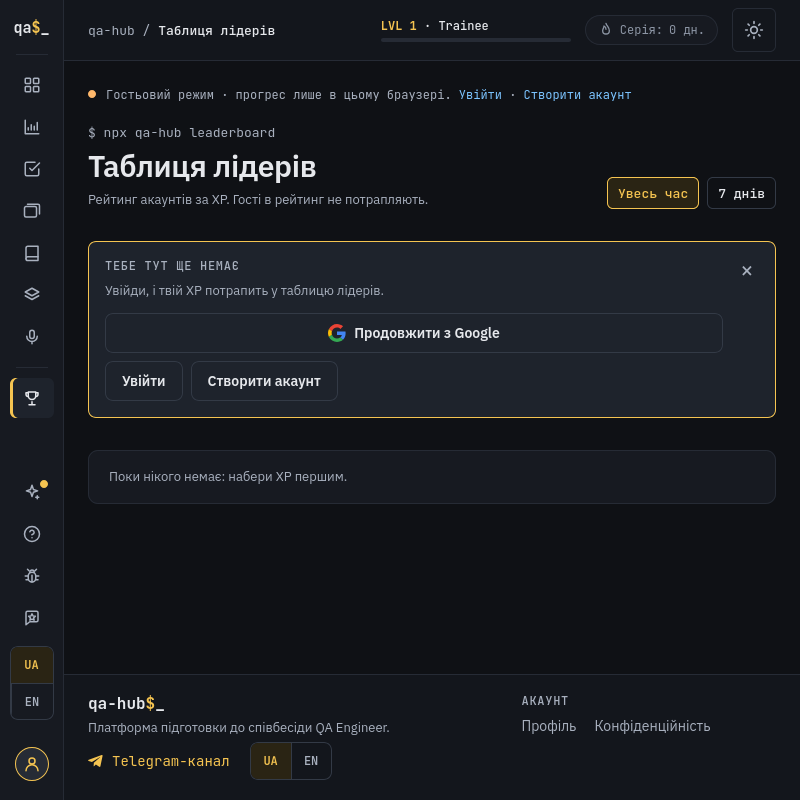 qa$_
qa-hub / Таблиця лідерів
LVL 1 · Trainee
Серія: 0 дн.
Гостьовий режим · прогрес лише в цьому браузері. Увійти · Створити акаунт
$ npx qa-hub leaderboard
Таблиця лідерів
Рейтинг акаунтів за XP. Гості в рейтинг не потрапляють.
Увесь час
7 днів
ТЕБЕ ТУТ ЩЕ НЕМАЄ
Увійди, і твій XP потрапить у таблицю лідерів.
Продовжити з Google
Увійти
Створити акаунт
Поки нікого немає: набери XP першим.
UA
EN
qa-hub$_
Платформа підготовки до співбесіди QA Engineer.
Telegram-канал
UA
EN
АКАУНТ
Профіль
Конфіденційність